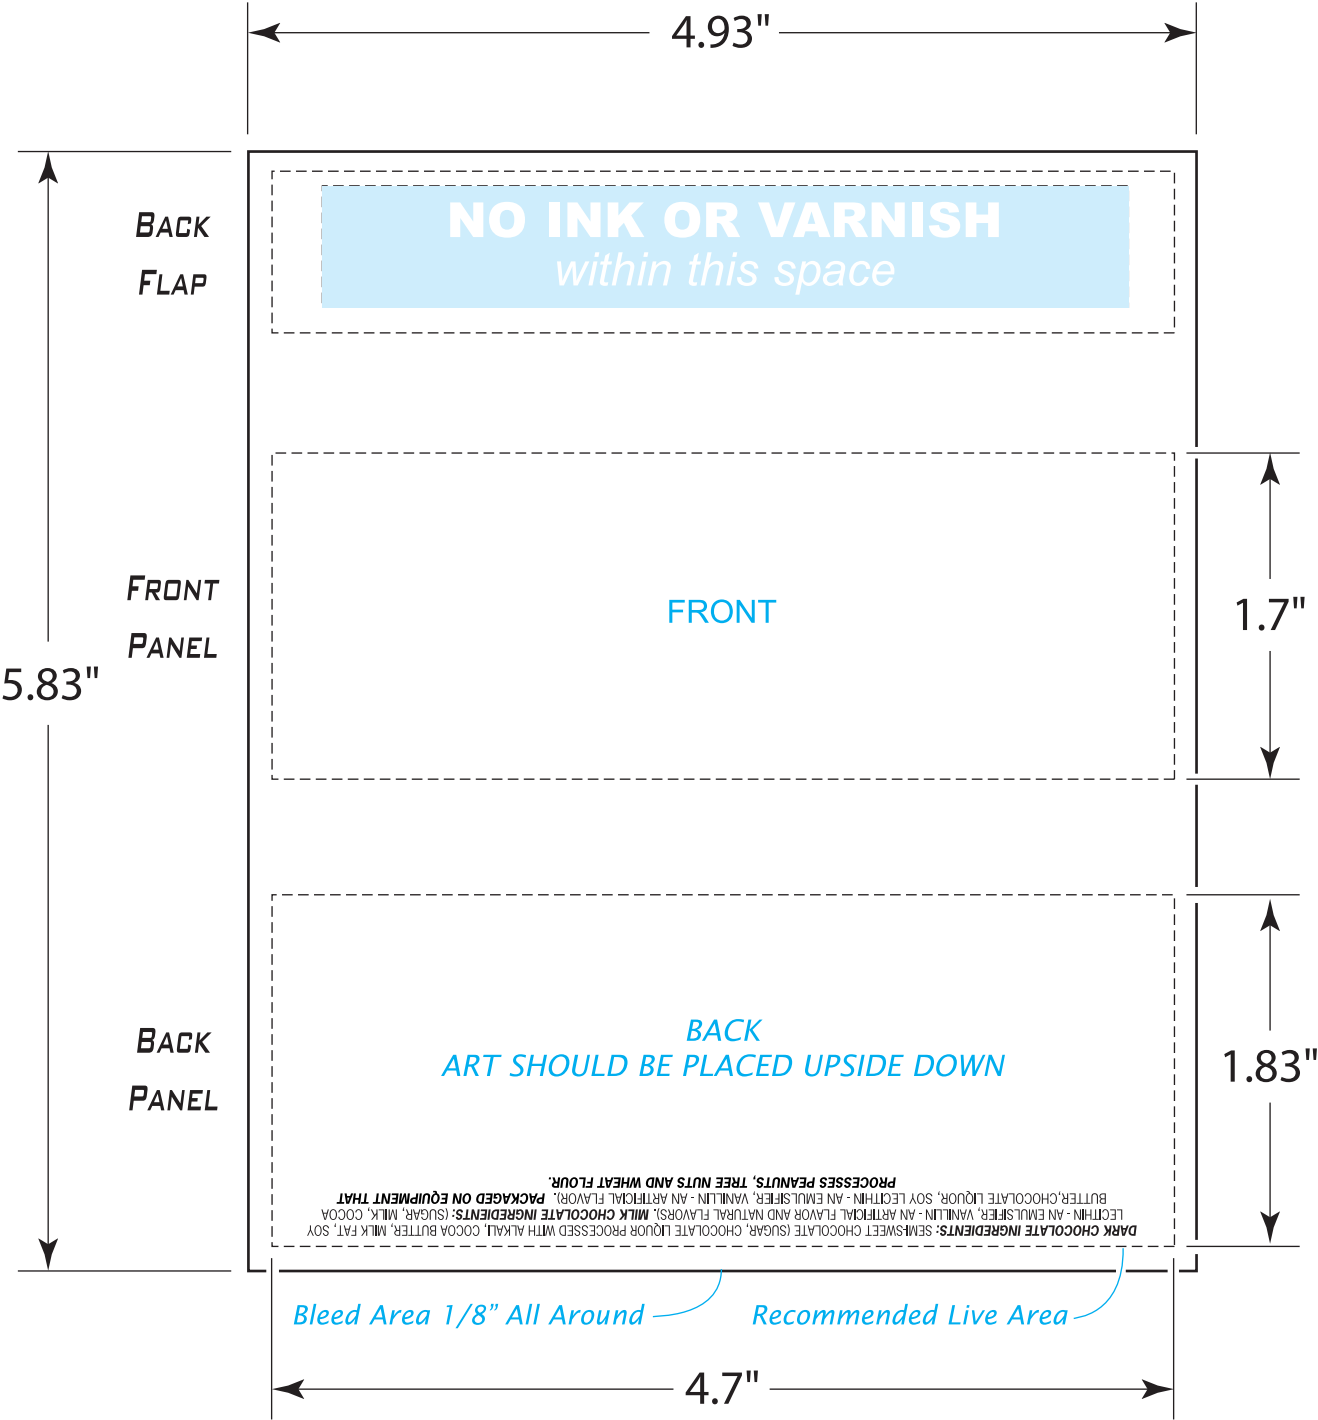 4.93"
BACK
FLAP
NO INK OR VARNISH
within this space
FRONT
PANEL
FRONT
1.7"
5.83"
BACK
PANEL
BACK
ART SHOULD BE PLACED UPSIDE DOWN
1.83"
DARK CHOCOLATE INGREDIENTS: SEMI-SWEET CHOCOLATE (SUGAR, CHOCOLATE LIQUOR PROCESSED WITH ALKALI, COCOA BUTTER, MILK FAT, SOY
LECITHIN - AN EMULSIFIER, VANILLIN - AN ARTIFICIAL FLAVOR AND NATURAL FLAVORS). MILK CHOCOLATE INGREDIENTS: (SUGAR, MILK, COCOA
BUTTER,CHOCOLATE LIQUOR, SOY LECITHIN - AN EMULSIFIER, VANILLIN - AN ARTIFICIAL FLAVOR). PACKAGED ON EQUIPMENT THAT
PROCESSES PEANUTS, TREE NUTS AND WHEAT FLOUR.
Bleed Area 1/8” All Around
Recommended Live Area
4.7"